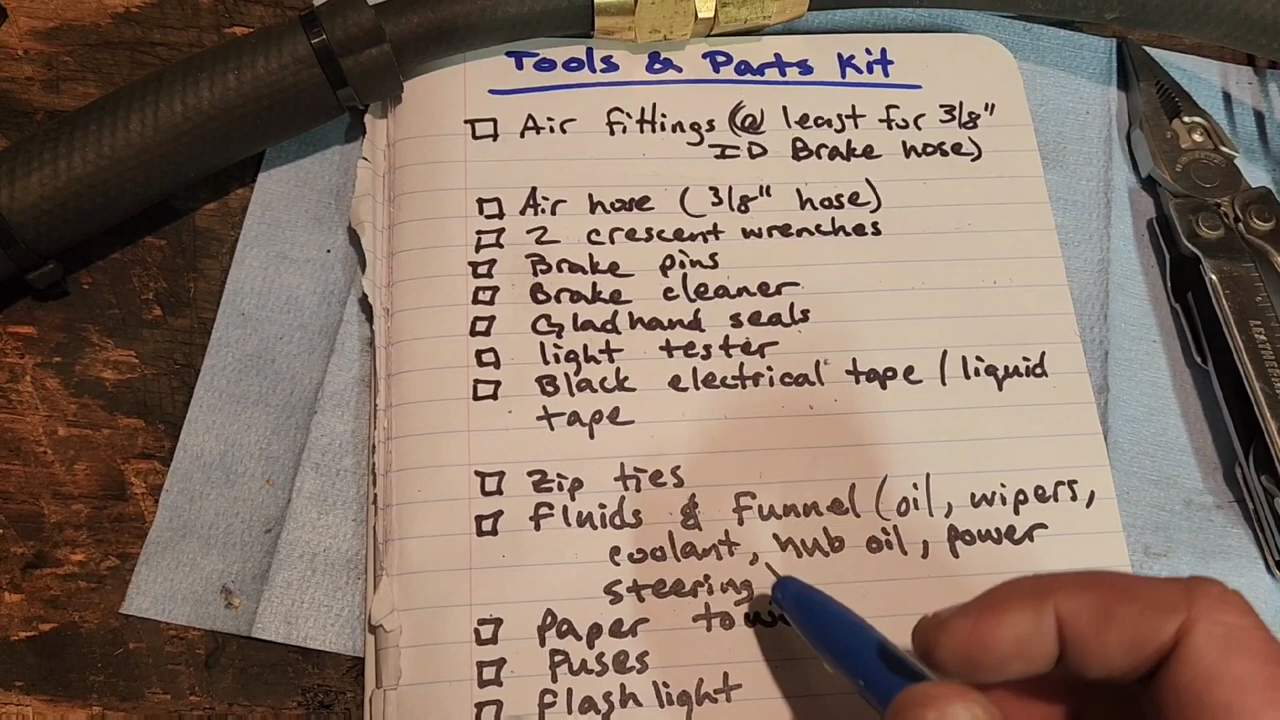 Tools & Parts Kit
Air fittings (@ least for 3/8"
ID Brake hose)
Air hose (3/8" hose)
2 crescent wrenches
Brake pins
Brake cleaner
Gladhand seals
light tester
Black electrical tape / liquid
tape
Zip ties
Fluids & Funnel (oil, wipers,
coolant, hub oil, power
steering
Paper
Fuses
flashlight